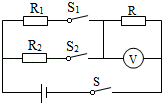 R₁ S₁ R
R₂ S₂ V
S